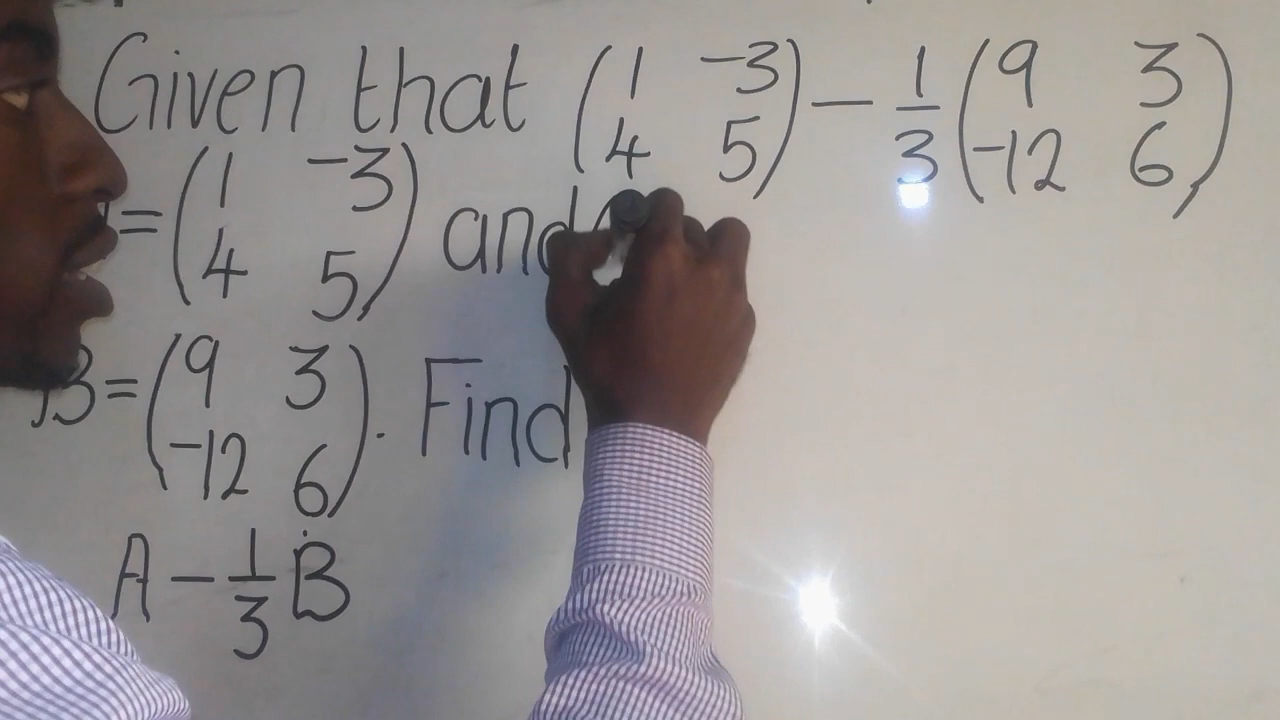 Given that (1 -3) - 1/3 (9 3)
(4 5) (-12 6)
= (1 -3) and (
(4 5)
B = (9 3). Find
(-12 6)
A - 1/3 B